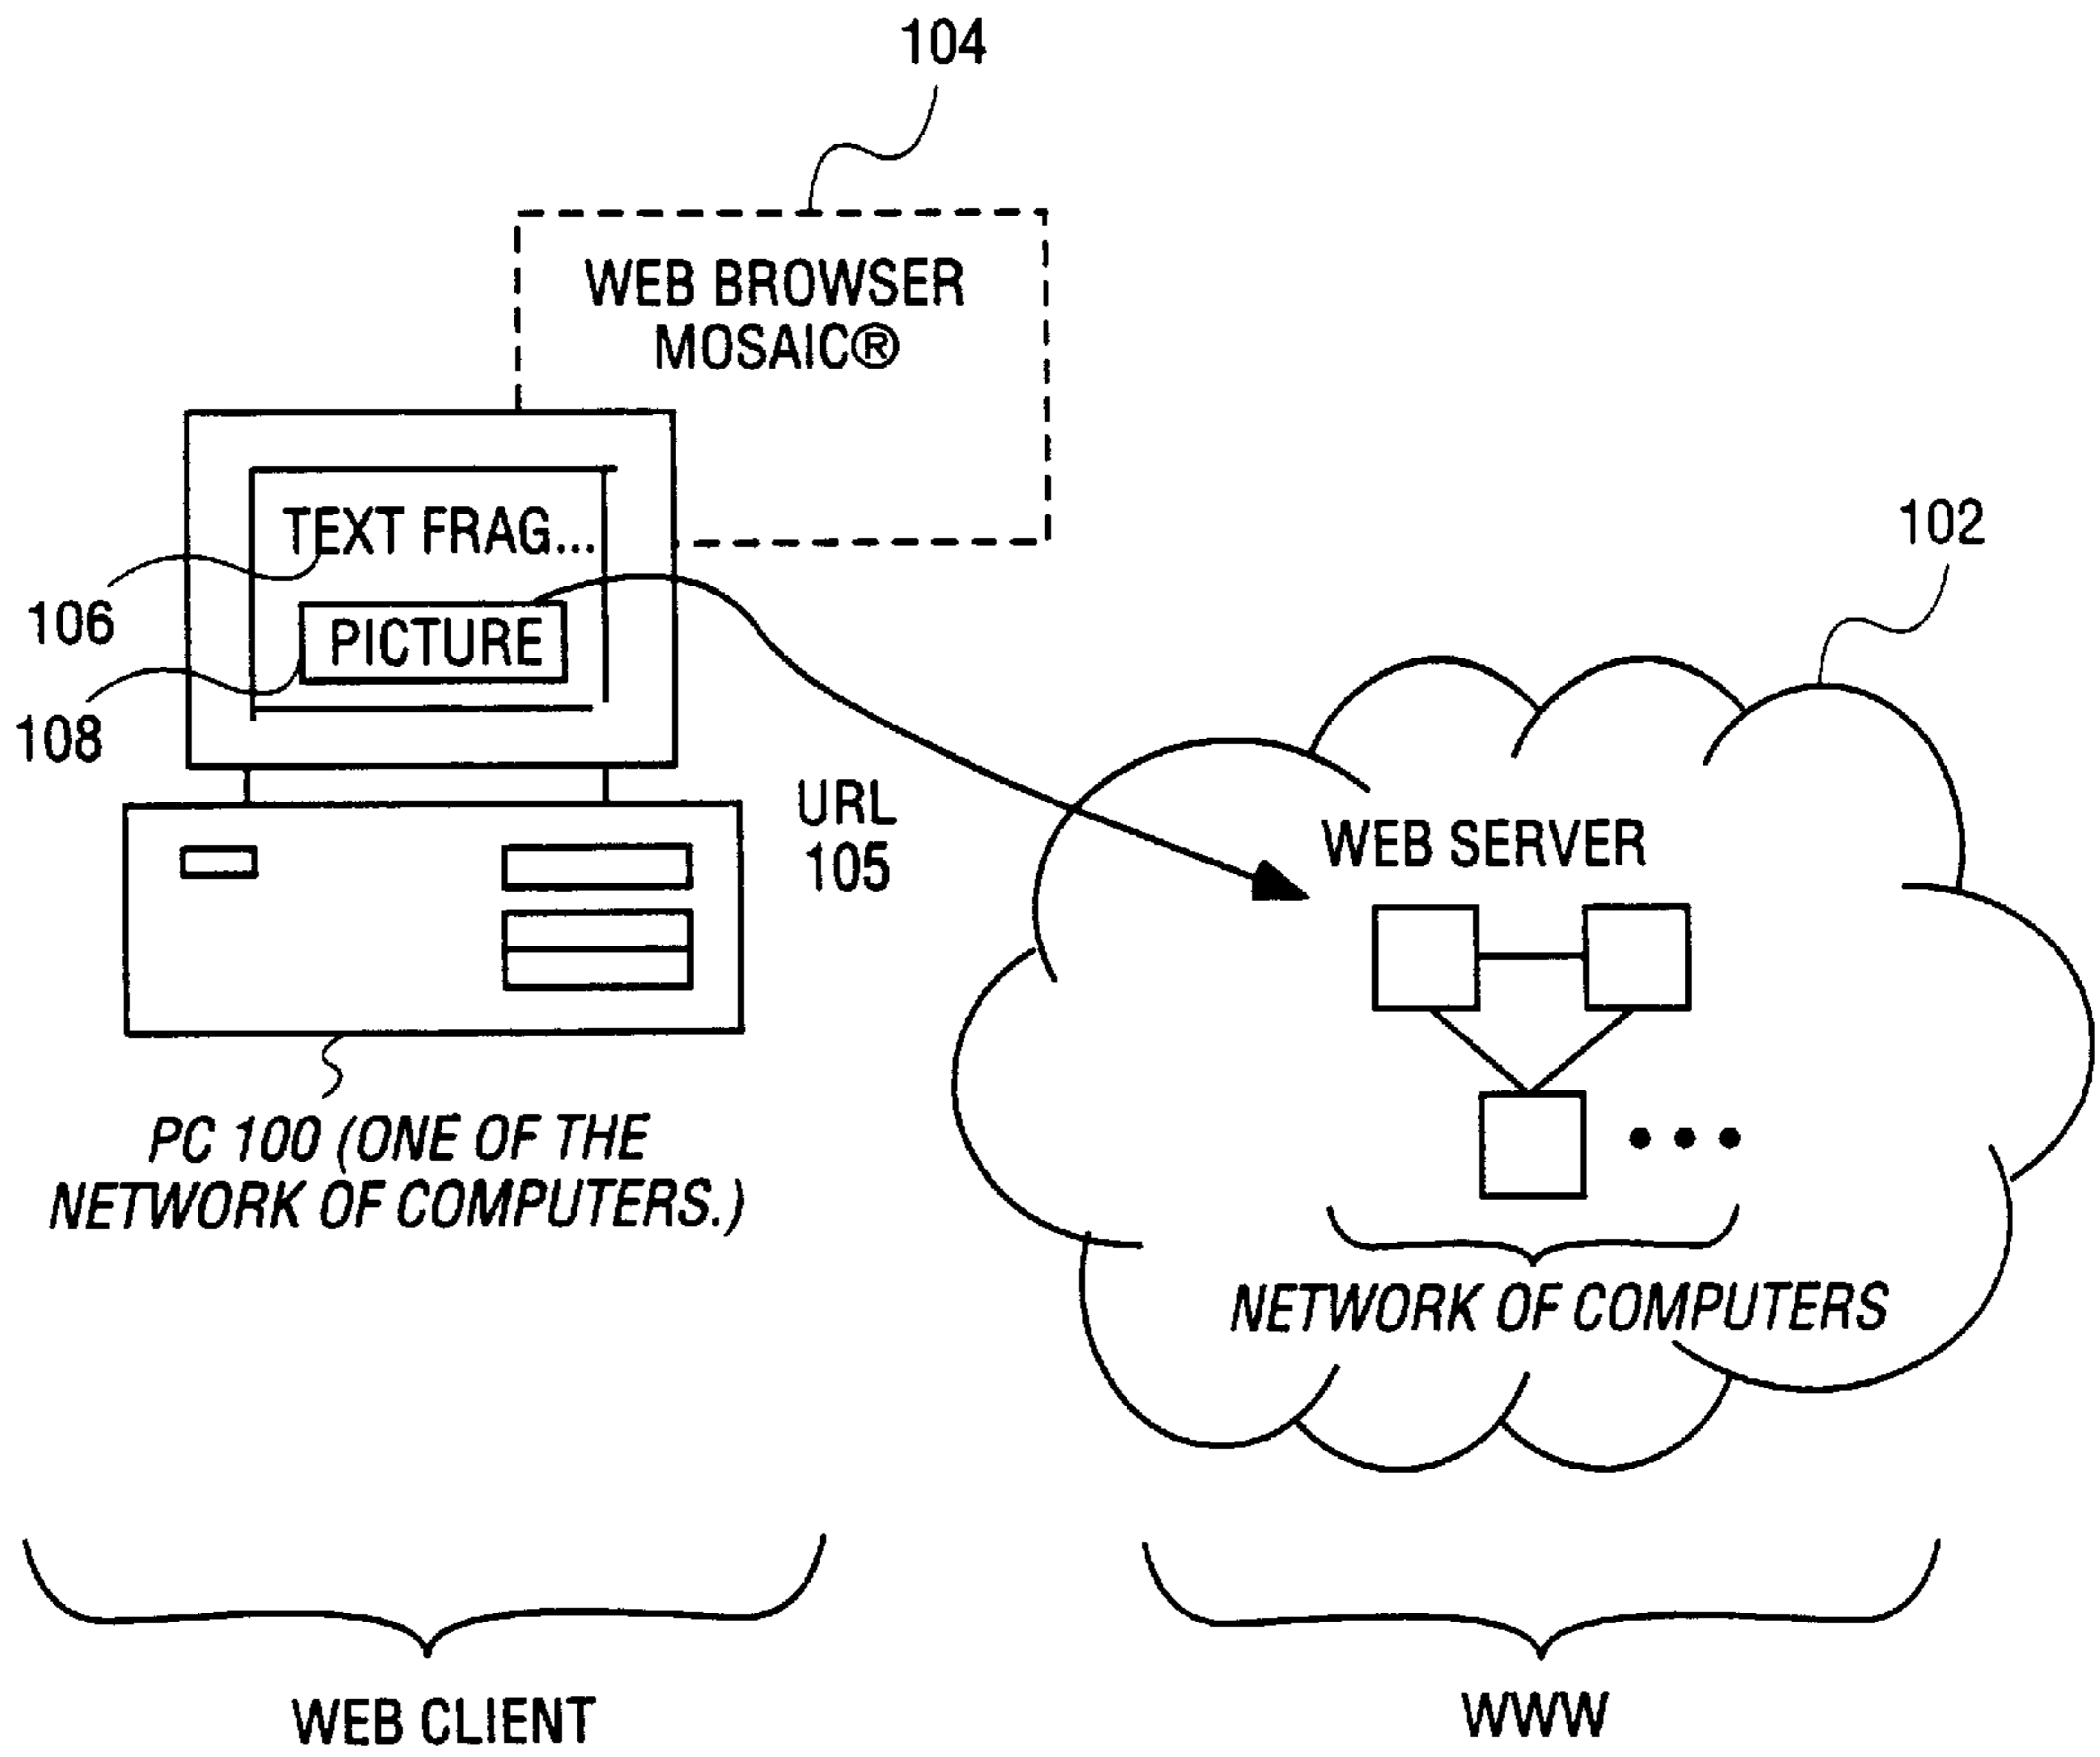 104
WEB BROWSER
MOSAIC®
TEXT FRAG...
106
PICTURE
108
102
URL
105
WEB SERVER
PC 100 (ONE OF THE
NETWORK OF COMPUTERS.)
NETWORK OF COMPUTERS
WEB CLIENT
WWW